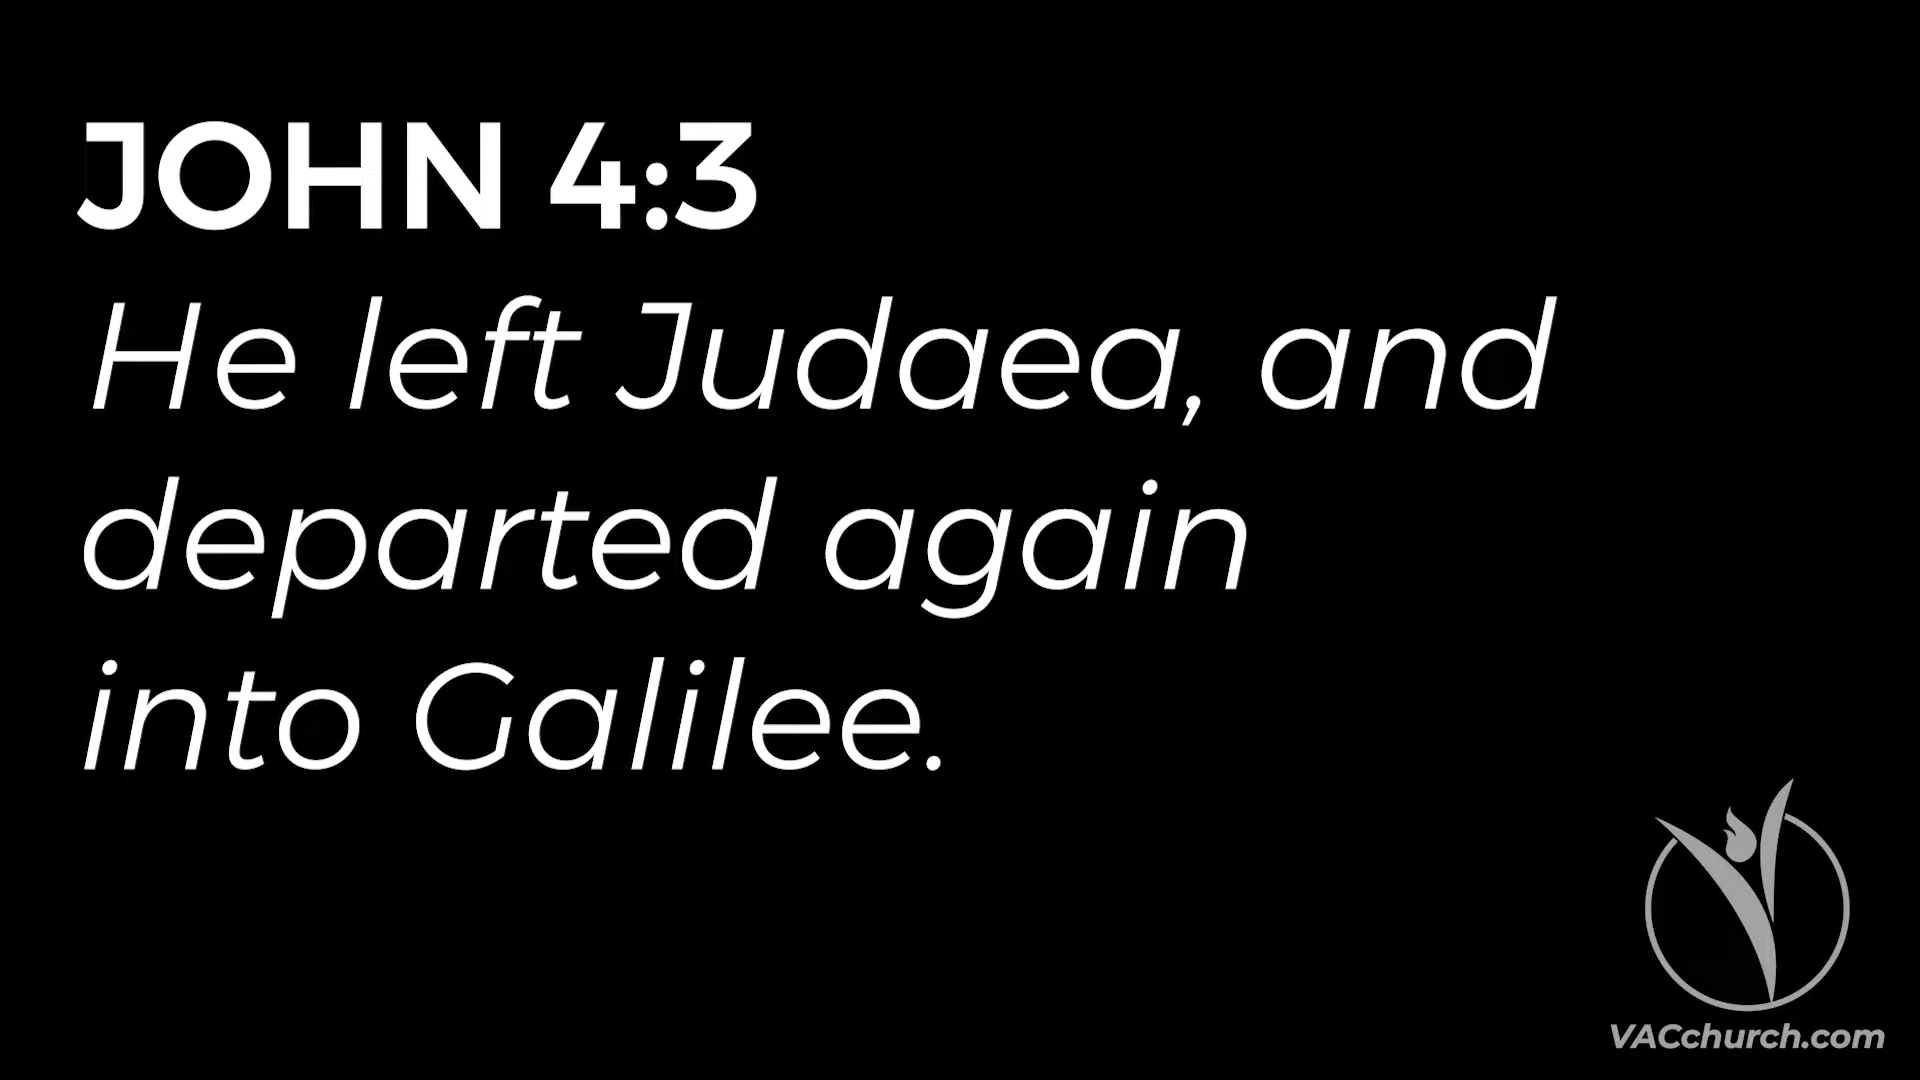 JOHN 4:3
He left Judaea, and
departed again
into Galilee.
VACchurch.com